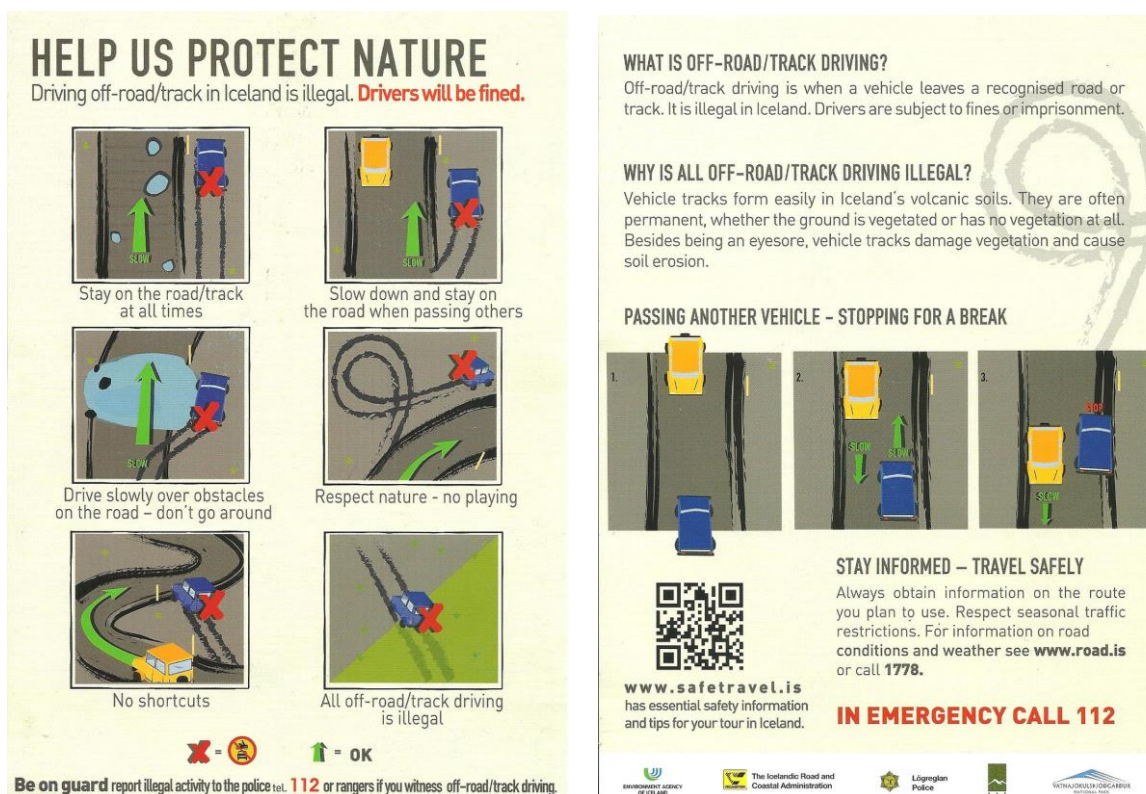 HELP US PROTECT NATURE
Driving off-road/track in Iceland is illegal. Drivers will be fined.
SLOW
SLOW
Stay on the road/track
at all times
Slow down and stay on
the road when passing others
SLOW
Drive slowly over obstacles
on the road – don't go around
Respect nature - no playing
No shortcuts
All off-road/track driving
is illegal
= 
= OK
Be on guard report illegal activity to the police tel. 112 or rangers if you witness off-road/track driving.
WHAT IS OFF-ROAD/TRACK DRIVING?
Off-road/track driving is when a vehicle leaves a recognised road or
track. It is illegal in Iceland. Drivers are subject to fines or imprisonment.
WHY IS ALL OFF-ROAD/TRACK DRIVING ILLEGAL?
Vehicle tracks form easily in Iceland's volcanic soils. They are often
permanent, whether the ground is vegetated or has no vegetation at all.
Besides being an eyesore, vehicle tracks damage vegetation and cause
soil erosion.
PASSING ANOTHER VEHICLE – STOPPING FOR A BREAK
1.
2.
SLOW
SLOW
3.
STOP
SLOW
www.safetravel.is
has essential safety information
and tips for your tour in Iceland.
STAY INFORMED – TRAVEL SAFELY
Always obtain information on the route
you plan to use. Respect seasonal traffic
restrictions. For information on road
conditions and weather see www.road.is
or call 1778.
IN EMERGENCY CALL 112
ENVIRONMENT AGENCY
OF ICELAND
The Icelandic Road and
Coastal Administration
Lögreglan
Police
VATNAJÖKULSÞJÓÐGARÐUR
NATIONAL PARK